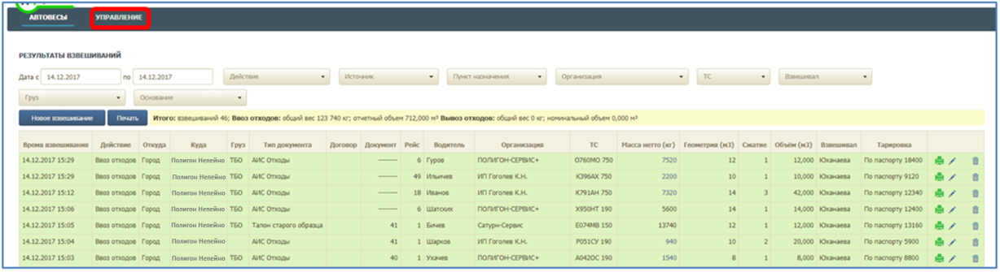 АВТОВЕСЫ УПРАВЛЕНИЕ
РЕЗУЛЬТАТЫ ВЗВЕШИВАНИЙ
Дата с 14.12.2017 по 14.12.2017 Действие Источник Пункт назначения Организация ТС Взвешивал
Груз Основание
Новое взвешивание Печать Итого: взвешиваний 46; Ввоз отходов: общий вес 123 740 кг; отчетный объем 712,000 м³ Вывоз отходов: общий вес 0 кг; номинальный объем 0,000 м³
Время взвешивания Действие Откуда Куда Груз Тип документа Договор Документ Рейс Водитель Организация ТС Масса нетто (кг) Геометрия (м3) Сжатие Объём (м3) Взвешивал Тарировка
14.12.2017 15:29 Ввоз отходов Город Полигон Непейно ТБО АИС Отходы -------- 6 Гуров ПОЛИГОН-СЕРВИС+ О760МО 750 7520 12 1 12,000 Юханаева По паспорту 18400
14.12.2017 15:29 Ввоз отходов Город Полигон Непейно ТБО АИС Отходы -------- 49 Ильичев ИП Гоголев К.Н. К396АХ 750 2200 10 1 10,000 Юханаева По паспорту 9120
14.12.2017 15:12 Ввоз отходов Город Полигон Непейно ТБО АИС Отходы -------- 18 Иванов ИП Гоголев К.Н. К791АН 750 7320 14 3 42,000 Юханаева По паспорту 12340
14.12.2017 15:06 Ввоз отходов Город Полигон Непейно ТБО АИС Отходы -------- 6 Шатских ПОЛИГОН-СЕРВИС+ Х950НТ 190 5600 14 1 14,000 Юханаева По паспорту 12400
14.12.2017 15:05 Ввоз отходов Город Полигон Непейно ТБО Талон старого образца 41 1 Бичев Сатурн-Сервис Е074МВ 150 13740 12 1 12,000 Юханаева По паспорту 13160
14.12.2017 15:04 Ввоз отходов Город Полигон Непейно АИС Отходы 41 1 Шарков ИП Гоголев К.Н. Р051СУ 190 940 10 2 20,000 Юханаева По паспорту 5900
14.12.2017 15:03 Ввоз отходов Город Полигон Непейно ТБО АИС Отходы 40 1 Ухачев ПОЛИГОН-СЕРВИС+ А042ОС 190 1540 8 1 8,000 Юханаева По паспорту 8800